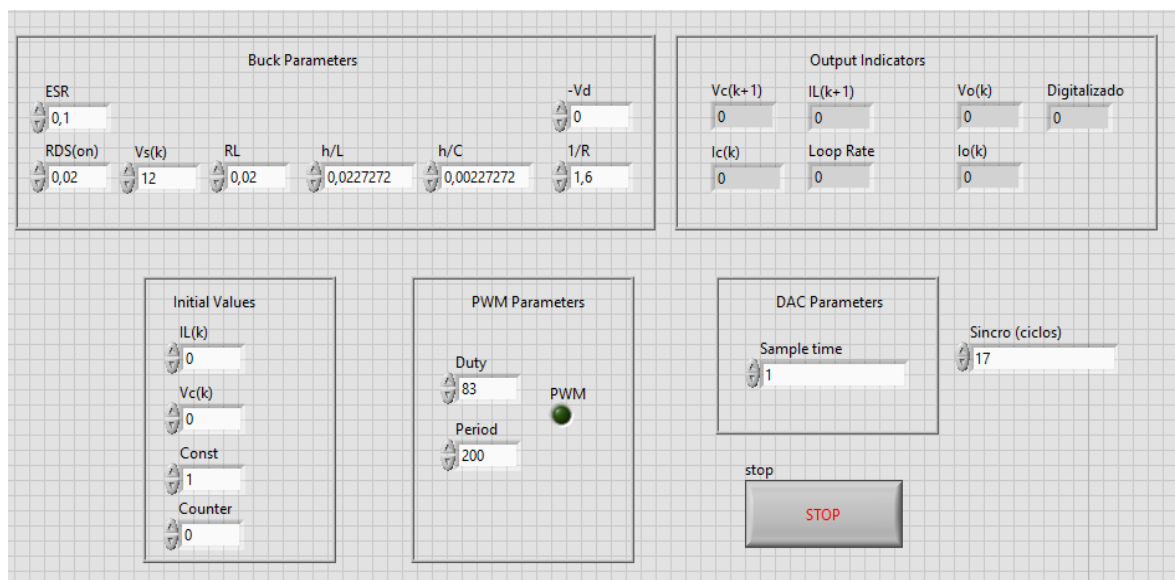 Buck Parameters
ESR
0,1
-Vd
0
RDS(on)
0,02
Vs(k)
12
RL
0,02
h/L
0,0227272
h/C
0,00227272
1/R
1,6
Output Indicators
Vc(k+1)
0
IL(k+1)
0
Vo(k)
0
Digitalizado
0
Ic(k)
0
Loop Rate
0
Io(k)
0
Initial Values
IL(k)
0
Vc(k)
0
Const
1
Counter
0
PWM Parameters
Duty
83
PWM
Period
200
DAC Parameters
Sample time
1
Sincro (ciclos)
17
stop
STOP